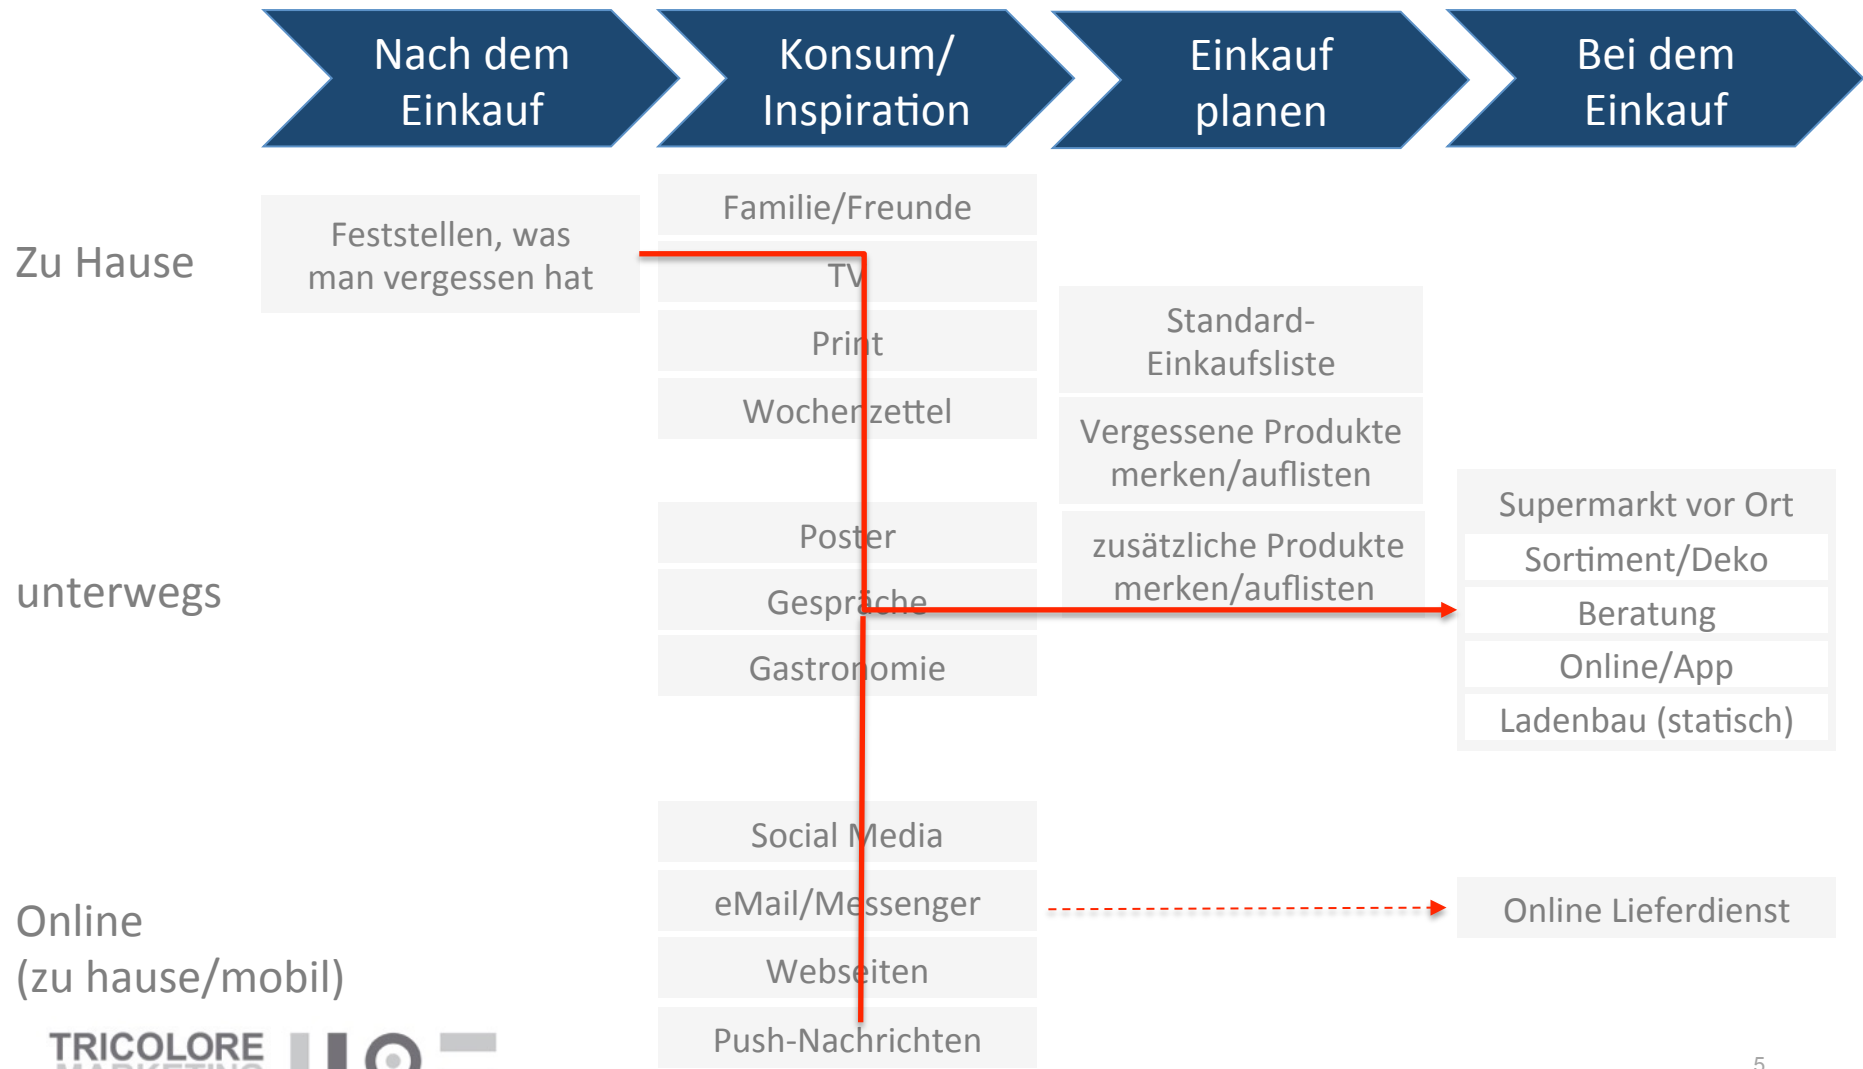 Nach dem
Einkauf
Konsum/
Inspiration
Einkauf
planen
Bei dem
Einkauf
Zu Hause
Feststellen, was
man vergessen hat
Familie/Freunde
TV
Print
Wochenzettel
Standard-
Einkaufsliste
Vergessene Produkte
merken/auflisten
zusätzliche Produkte
merken/auflisten
unterwegs
Poster
Gespräche
Gastronomie
Supermarkt vor Ort
Sortiment/Deko
Beratung
Online/App
Ladenbau (statisch)
Online
(zu hause/mobil)
Social Media
eMail/Messenger
Webseiten
Push-Nachrichten
Online Lieferdienst
TRICOLORE
MARKETING
5